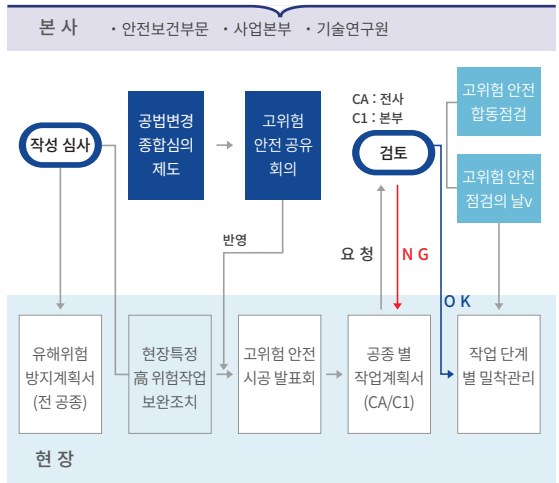 본 사 · 안전보건부문 · 사업본부 · 기술연구원
작성 심사
공법변경
종합심의
제도
고위험
안전 공유
회의
CA : 전사
C1 : 본부
검토
고위험 안전
합동점검
고위험 안전
점검의 날v
반영
요 청
N G
O K
유해위험
방지계획서
(전 공종)
현장특정
高 위험작업
보완조치
고위험 안전
시공 발표회
공종 별
작업계획서
(CA/C1)
작업 단계
별 밀착관리
현 장